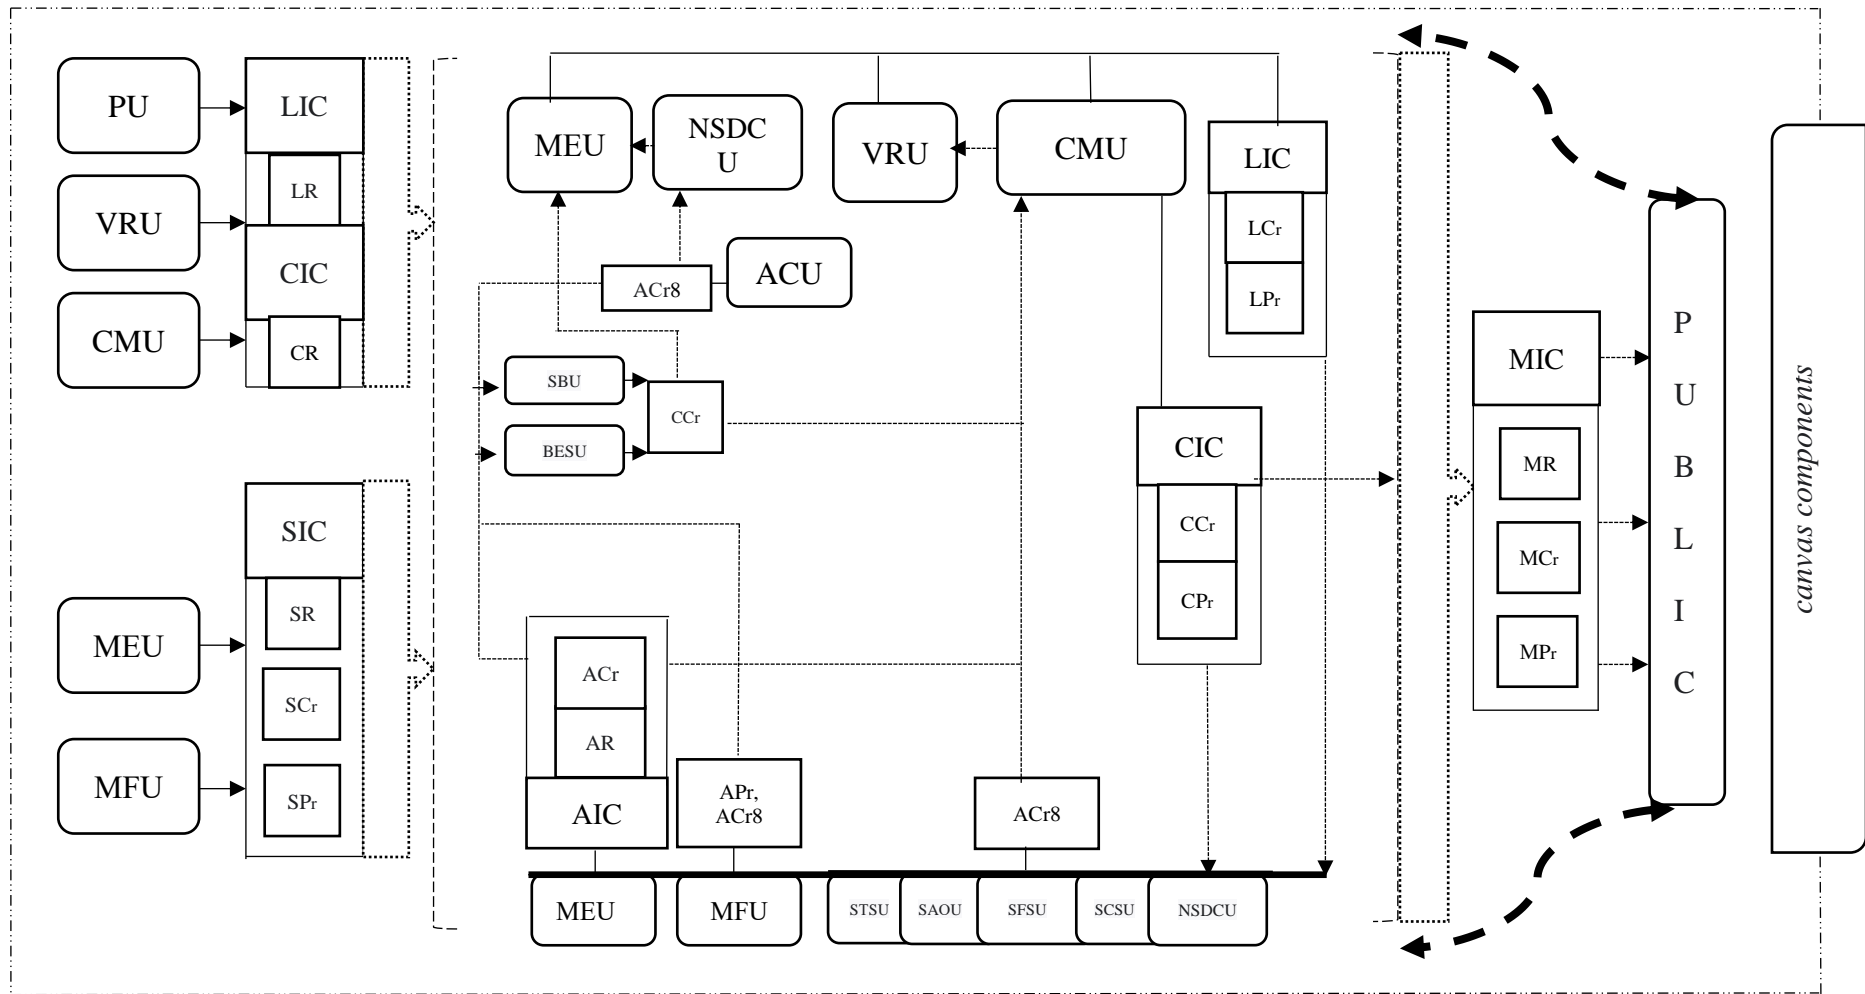 PU
VRU
CMU
LIC
LR
CIC
CR
MEU
MFU
SIC
SR
SCr
SPr
MEU
NSDC
U
VRU
CMU
LIC
LCr
LPr
ACr8
ACU
SBU
BESU
CCr
CIC
CCr
CPr
ACr
AR
AIC
APr,
ACr8
ACr8
MEU
MFU
STSU
SAOU
SFSU
SCSU
NSDCU
MIC
MR
MCr
MPr
P
U
B
L
I
C
canvas components